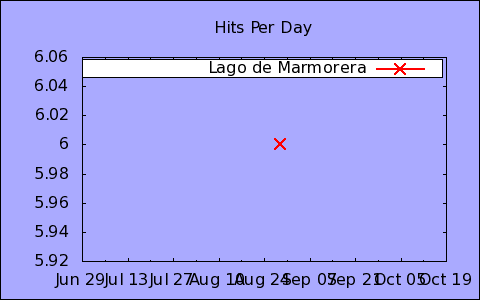 Hits Per Day
Lago de Marmorera
6.06
6.04
6.02
6
5.98
5.96
5.94
5.92
Jun 29 Jul 13 Jul 27 Aug 10 Aug 24 Sep 07 Sep 21 Oct 05 Oct 19